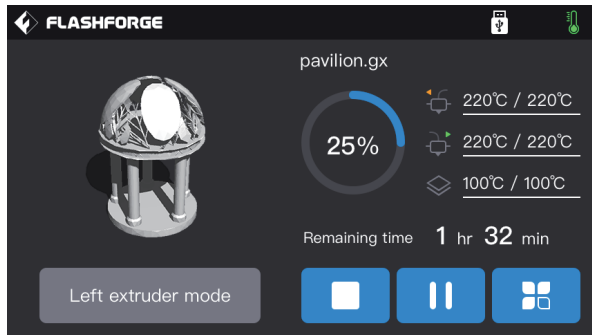 FLASHFORGE
pavilion.gx
25%
220℃ / 220℃
220℃ / 220℃
100℃ / 100℃
Remaining time 1 hr 32 min
Left extruder mode